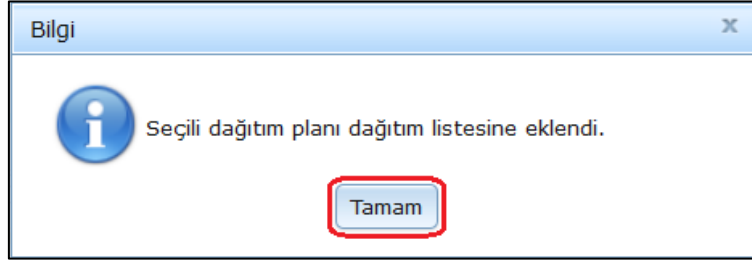 Bilgi
Seçili dağıtım planı dağıtım listesine eklendi.
Tamam